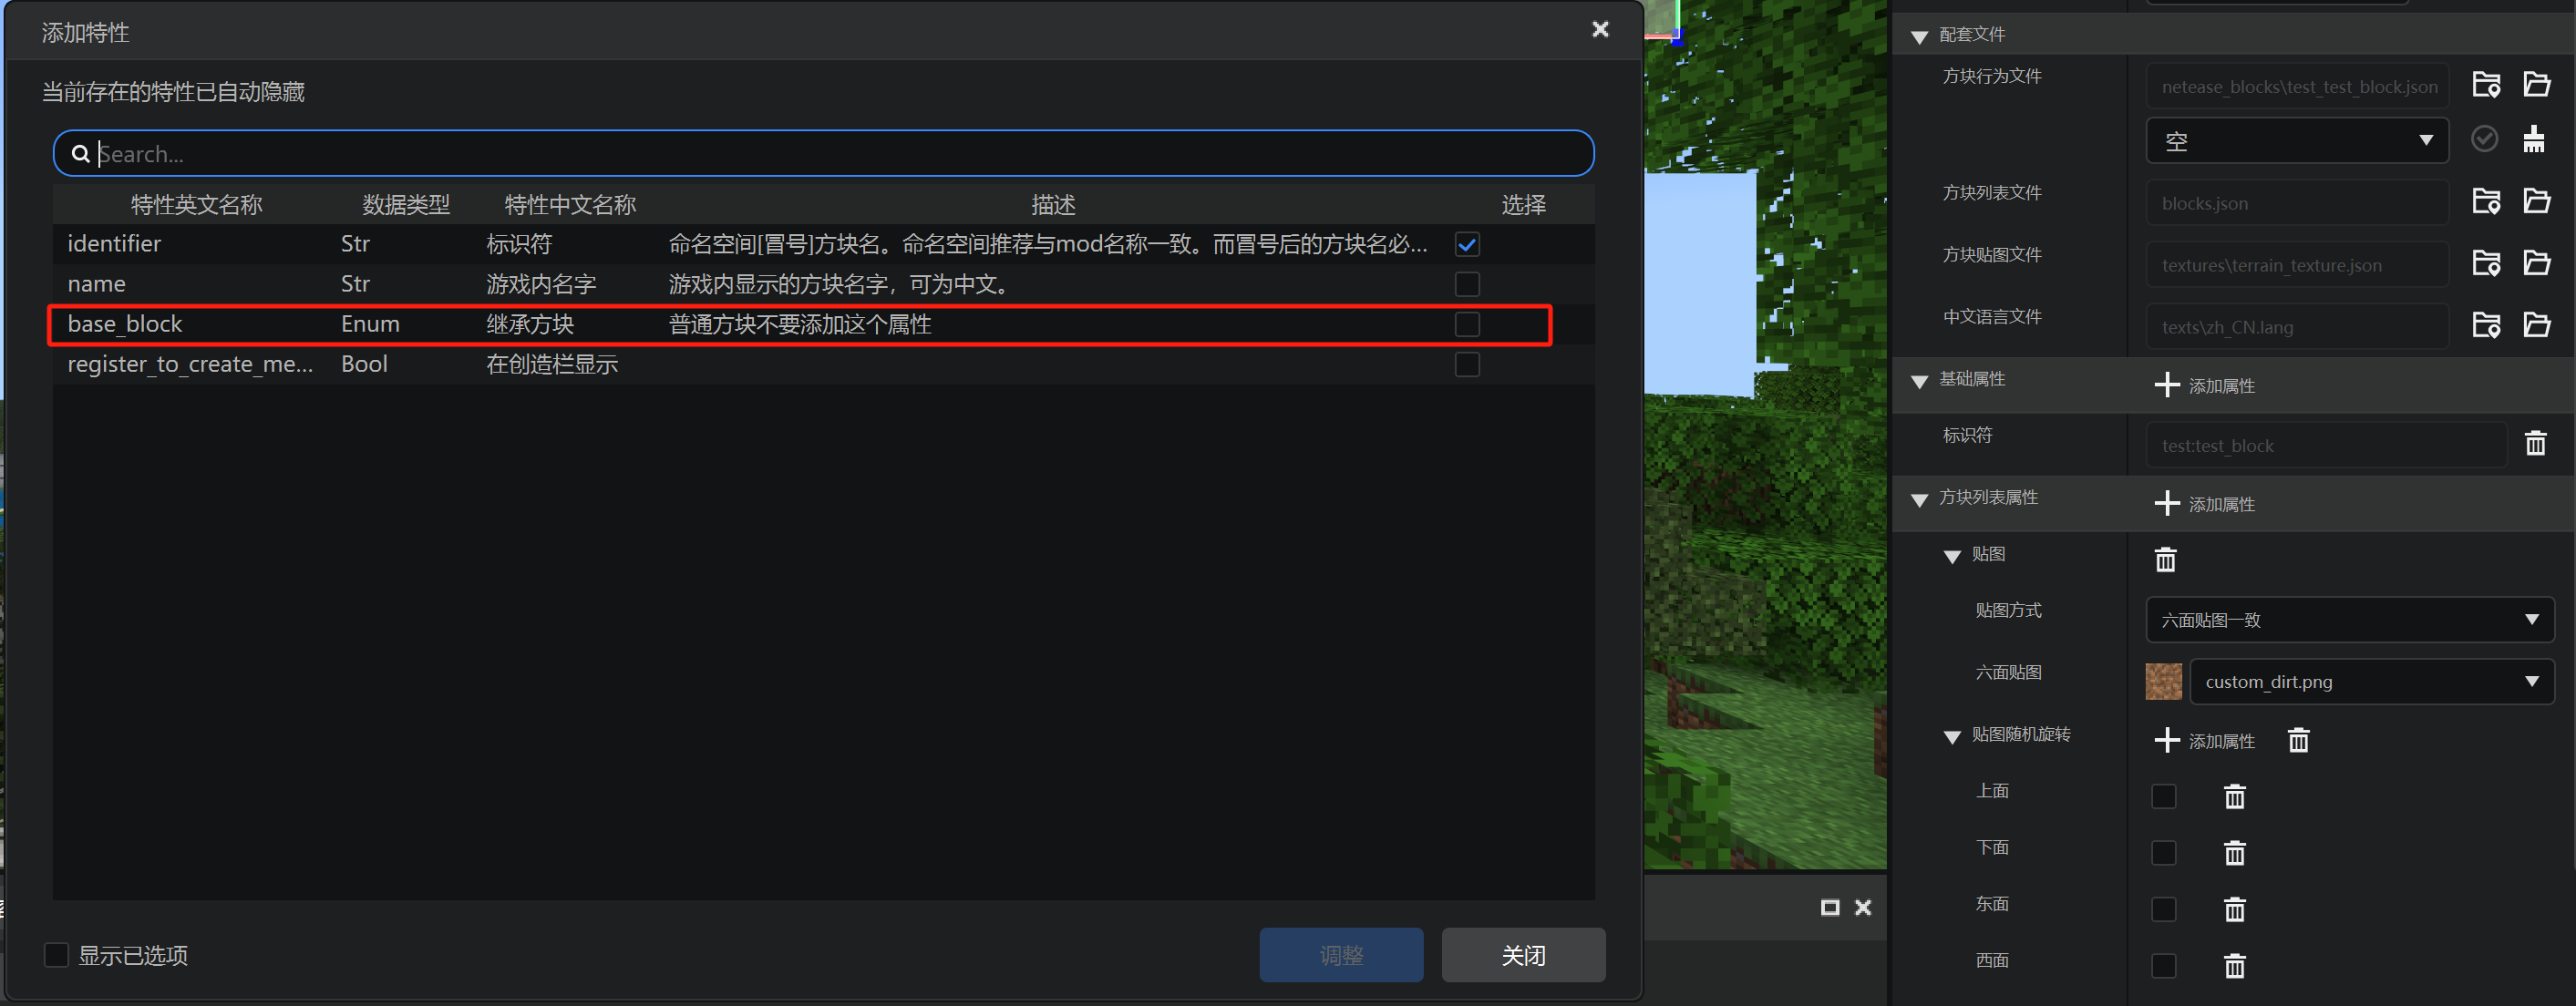 添加特性
当前存在的特性已自动隐藏
Search...
特性英文名称 数据类型 特性中文名称 描述 选择
identifier Str 标识符 命名空间[冒号]方块名。命名空间推荐与mod名称一致。而冒号后的方块名必...
name Str 游戏内名字 游戏内显示的方块名字，可为中文。
base_block Enum 继承方块 普通方块不要添加这个属性
register_to_create_me... Bool 在创造栏显示
显示已选项
调整
关闭
配套文件
方块行为文件 netease_blocks\test_test_block.json
空
方块列表文件 blocks.json
方块贴图文件 textures\terrain_texture.json
中文语言文件 texts\zh_CN.lang
基础属性 添加属性
标识符 test:test_block
方块列表属性 添加属性
贴图
贴图方式 六面贴图一致
六面贴图 custom_dirt.png
贴图随机旋转 添加属性
上面
下面
东面
西面